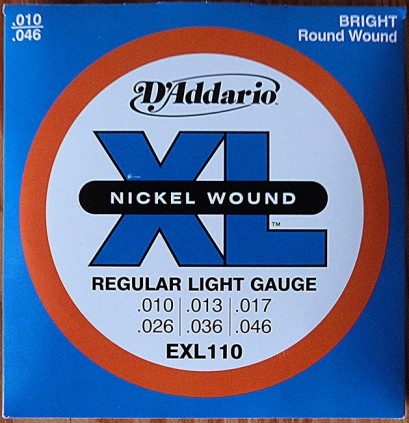 .010
.046
BRIGHT
Round Wound
D'Addario
XL
NICKEL WOUND
™
REGULAR LIGHT GAUGE
.010 .013 .017
.026 .036 .046
EXL110